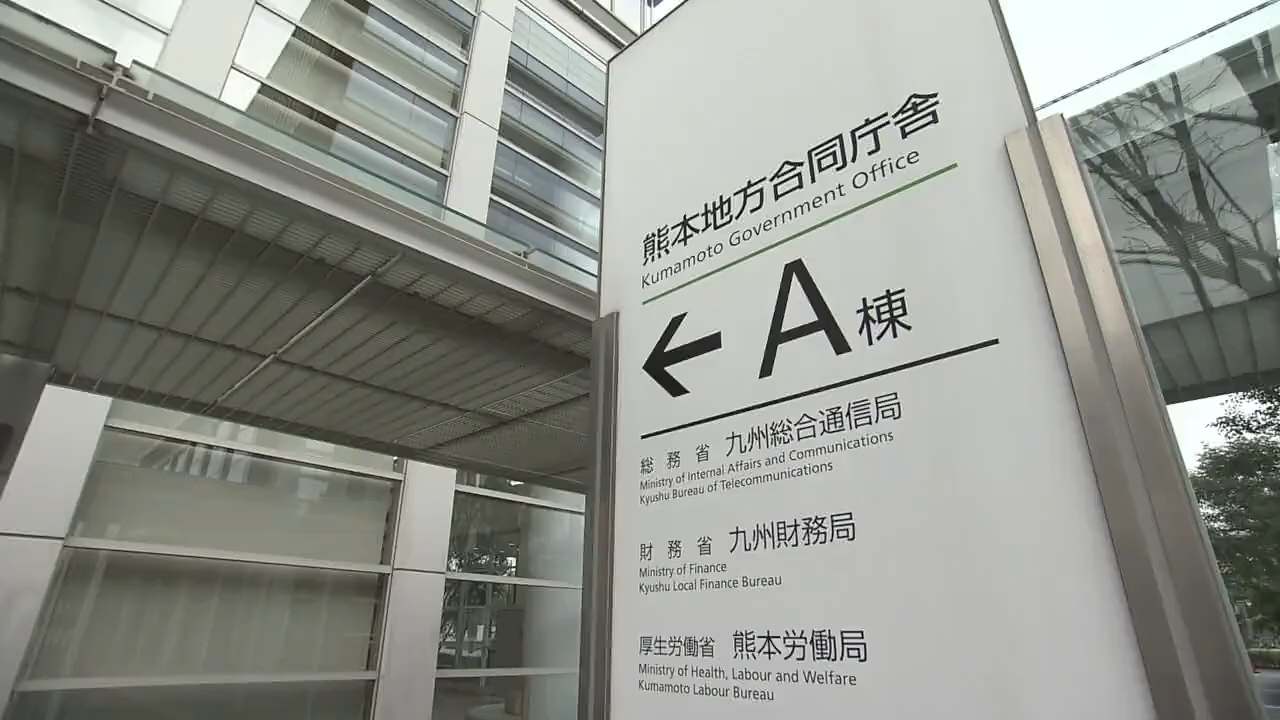 熊本地方合同庁舎
Kumamoto Government Office
← A棟
総務省 九州総合通信局
Ministry of Internal Affairs and Communications
Kyushu Bureau of Telecommunications
財務省 九州財務局
Ministry of Finance
Kyushu Local Finance Bureau
厚生労働省 熊本労働局
Ministry of Health, Labour and Welfare
Kumamoto Labour Bureau